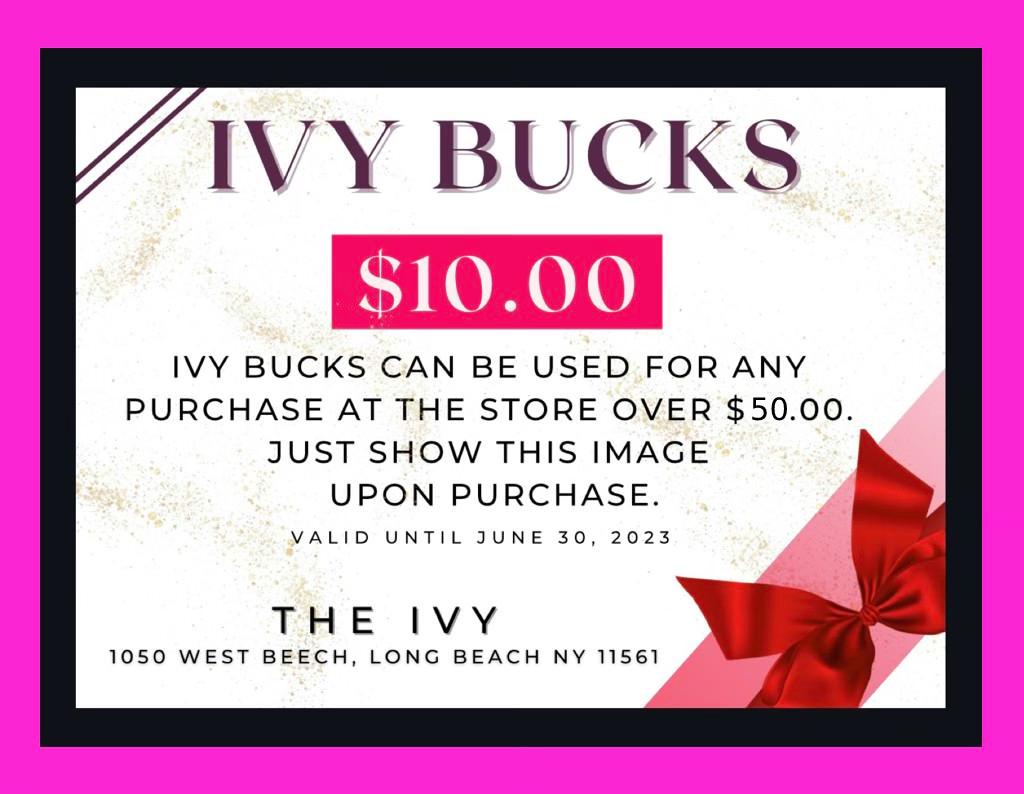 IVY BUCKS
$10.00
IVY BUCKS CAN BE USED FOR ANY
PURCHASE AT THE STORE OVER $50.00.
JUST SHOW THIS IMAGE
UPON PURCHASE.
VALID UNTIL JUNE 30, 2023
THE IVY
1050 WEST BEECH, LONG BEACH NY 11561